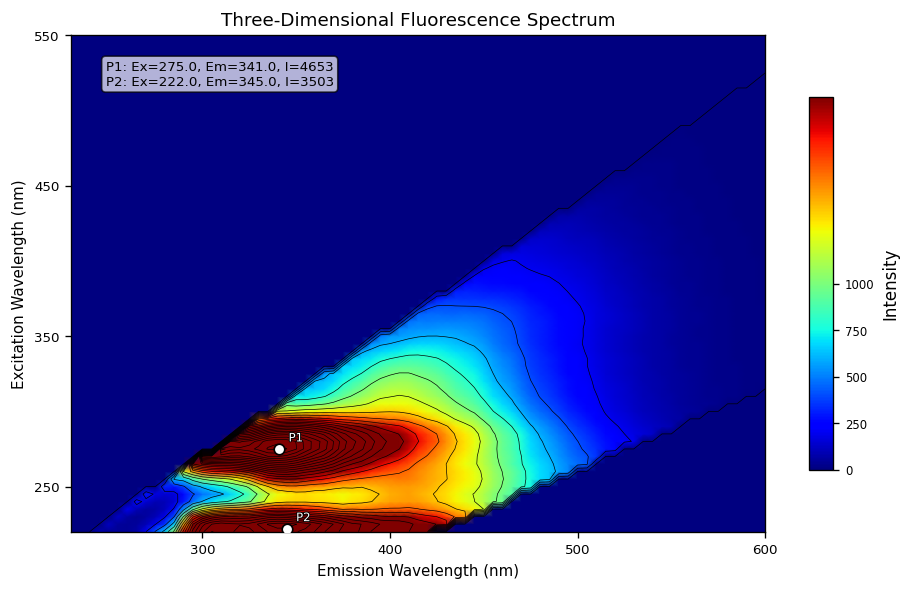 Three-Dimensional Fluorescence Spectrum
550
P1: Ex=275.0, Em=341.0, I=4653
P2: Ex=222.0, Em=345.0, I=3503
450
350
250
Excitation Wavelength (nm)
P1
P2
300 400 500 600
Emission Wavelength (nm)
1000
750
500
250
0
Intensity